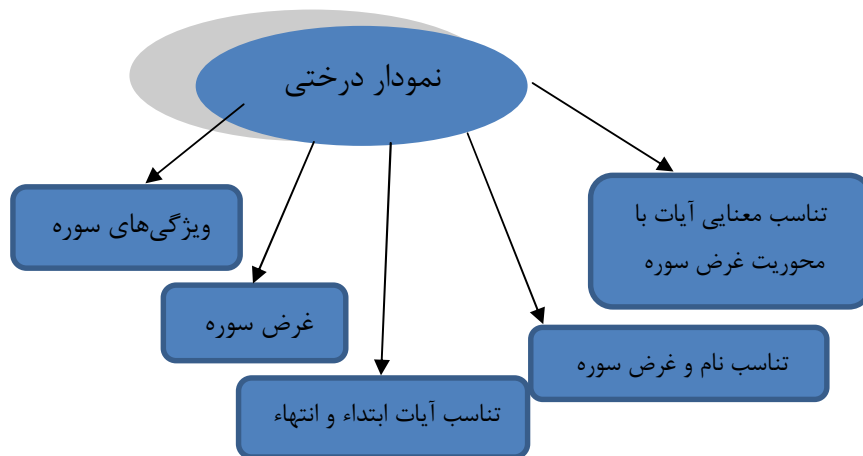 نمودار درختی
تناسب معنایی آیات با
محوریت غرض سوره
ویژگی‌های سوره
غرض سوره
تناسب نام و غرض سوره
تناسب آیات ابتداء و انتهاء